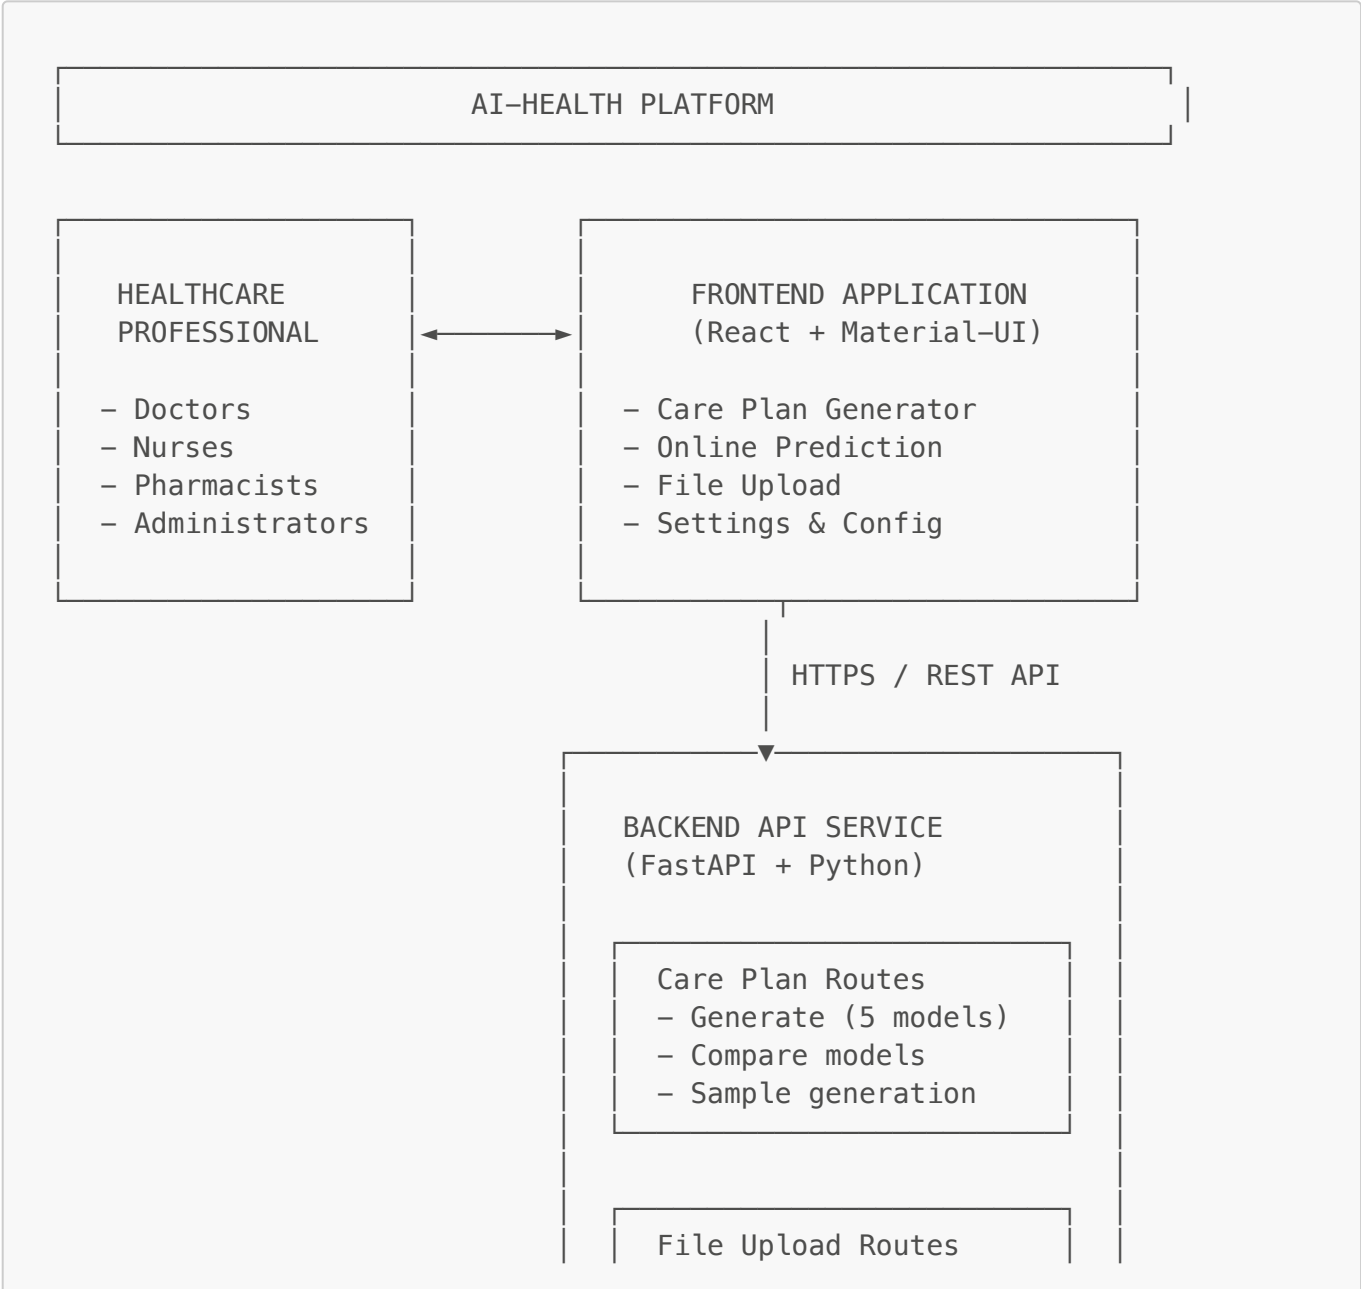 AI-HEALTH PLATFORM
HEALTHCARE
PROFESSIONAL
- Doctors
- Nurses
- Pharmacists
- Administrators
FRONTEND APPLICATION
(React + Material-UI)
- Care Plan Generator
- Online Prediction
- File Upload
- Settings & Config
HTTPS / REST API
BACKEND API SERVICE
(FastAPI + Python)
Care Plan Routes
- Generate (5 models)
- Compare models
- Sample generation
File Upload Routes